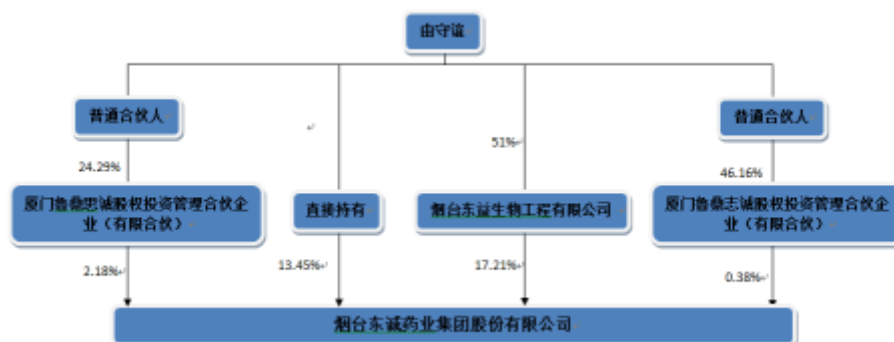 由守谊
普通合伙人
普通合伙人
51%
24.29%
46.16%
厦门鲁鼎思诚股权投资管理合伙企
业（有限合伙）
直接持有
烟台东益生物工程有限公司
厦门鲁鼎志诚股权投资管理合伙企
业（有限合伙）
2.18%
13.45%
17.21%
0.38%
烟台东诚药业集团股份有限公司